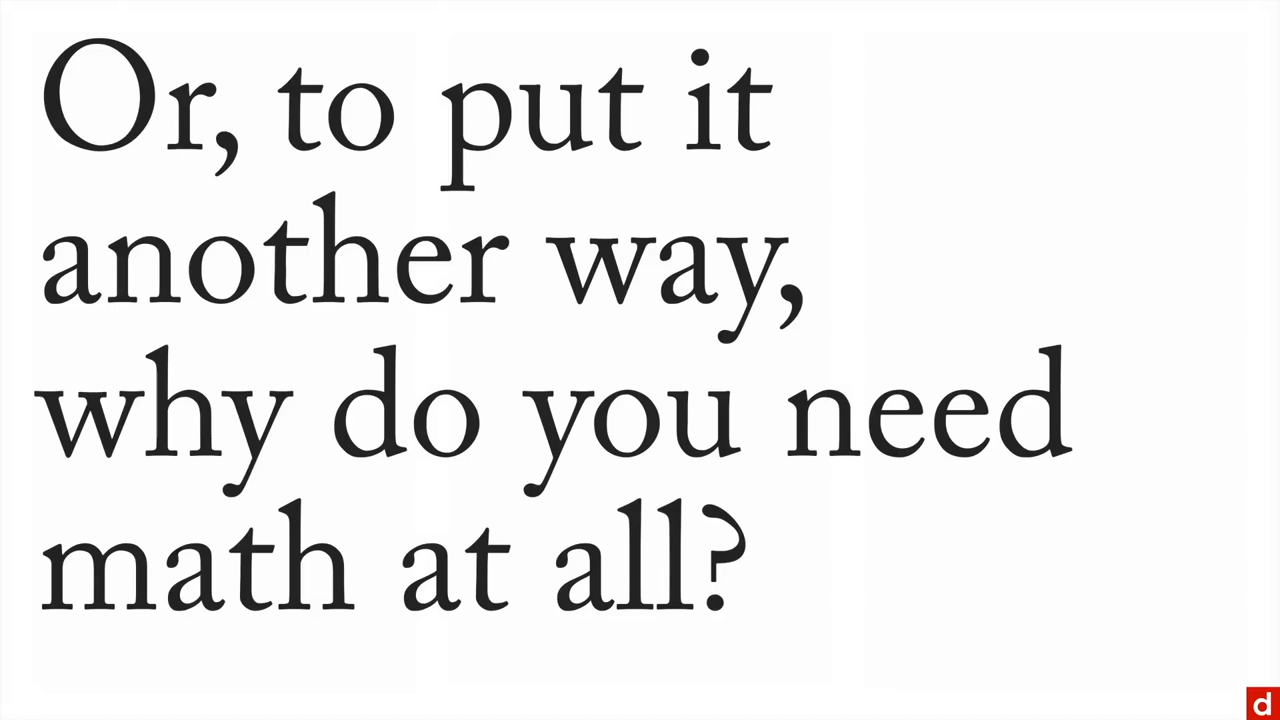 Or, to put it
another way,
why do you need
math at all?
d